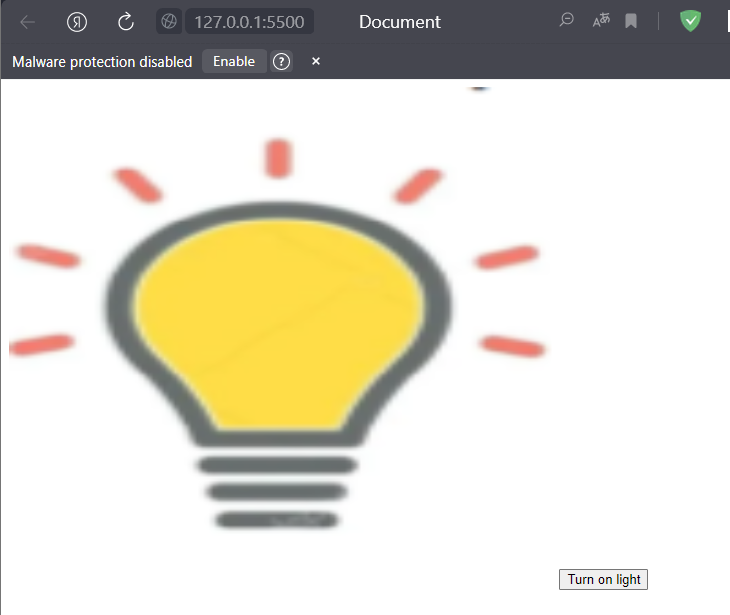 Я 127.0.0.1:5500 Document
Malware protection disabled Enable ? ×
Turn on light